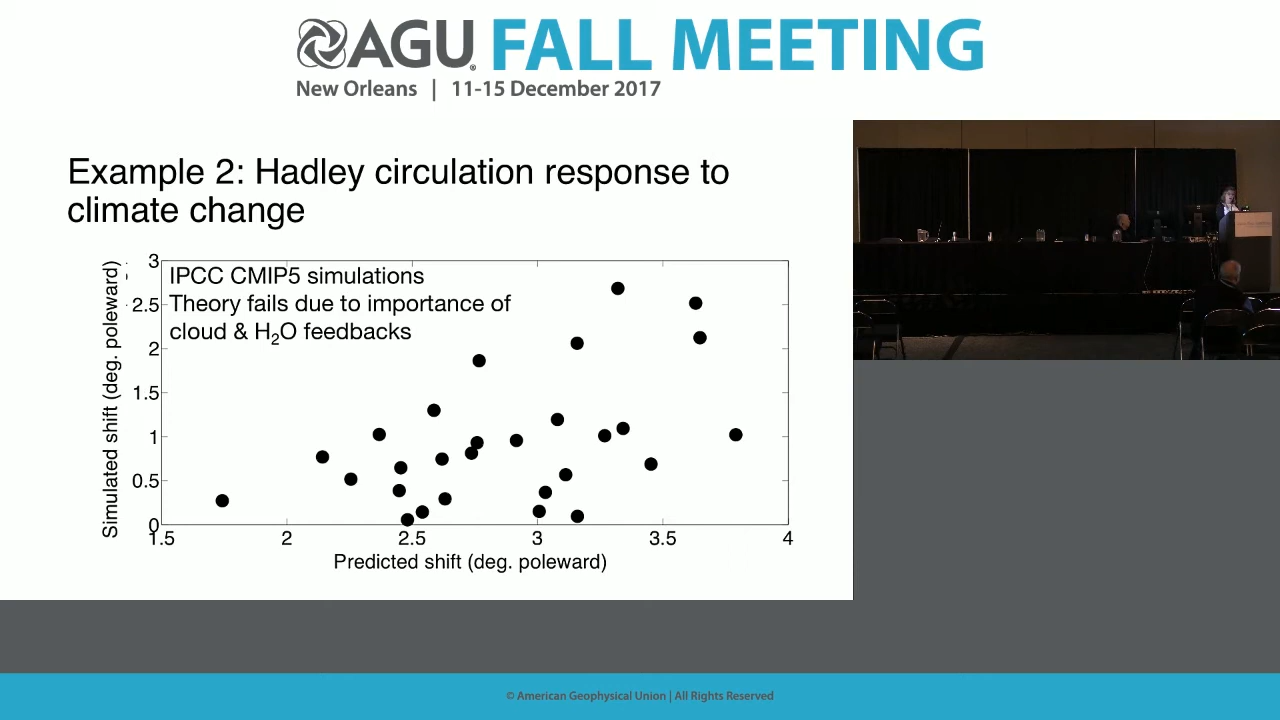 AGU FALL MEETING
New Orleans | 11-15 December 2017
Example 2: Hadley circulation response to
climate change
IPCC CMIP5 simulations
Theory fails due to importance of
cloud & H₂O feedbacks
Simulated shift (deg. poleward)
3
2.5
2
1.5
1
0.5
0
1.5 2 2.5 3 3.5 4
Predicted shift (deg. poleward)
© American Geophysical Union | All Rights Reserved